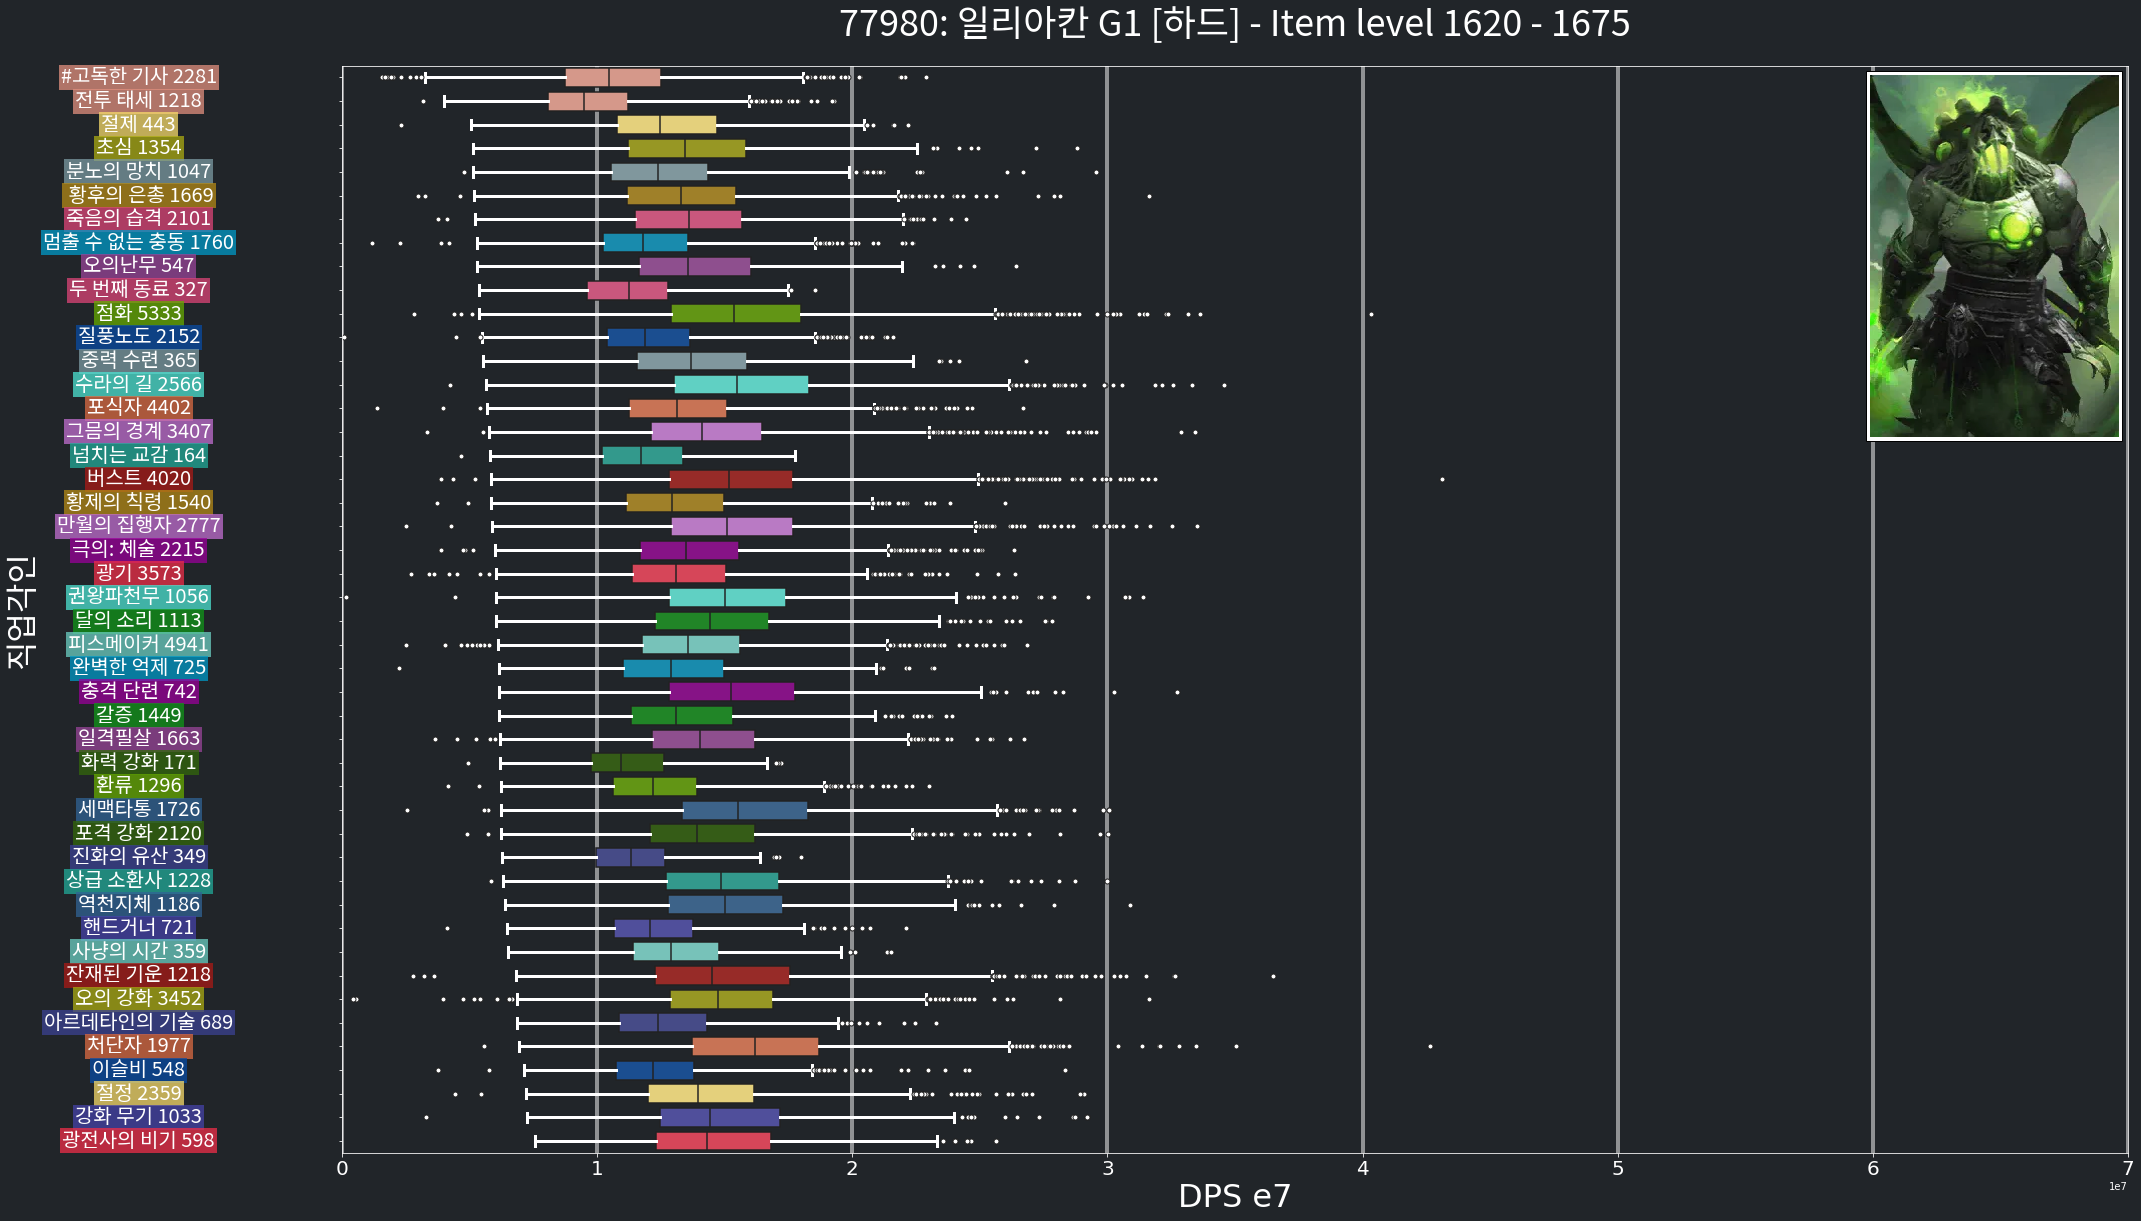 77980: 일리아칸 G1 [하드] - Item level 1620 - 1675
직업각인
#고독한 기사 2281
전투 태세 1218
절제 443
초심 1354
분노의 망치 1047
황후의 은총 1669
죽음의 습격 2101
멈출 수 없는 충동 1760
오의난무 547
두 번째 동료 327
점화 5333
질풍노도 2152
중력 수련 365
수라의 길 2566
포식자 4402
그믐의 경계 3407
넘치는 교감 164
버스트 4020
황제의 칙령 1540
만월의 집행자 2777
극의: 체술 2215
광기 3573
권왕파천무 1056
달의 소리 1113
피스메이커 4941
완벽한 억제 725
충격 단련 742
갈증 1449
일격필살 1663
화력 강화 171
환류 1296
세맥타통 1726
포격 강화 2120
진화의 유산 349
상급 소환사 1228
역천지체 1186
핸드거너 721
사냥의 시간 359
잔재된 기운 1218
오의 강화 3452
아르데타인의 기술 689
처단자 1977
이슬비 548
절정 2359
강화 무기 1033
광전사의 비기 598
0 1 2 3 4 5 6 7
DPS e7
1e7